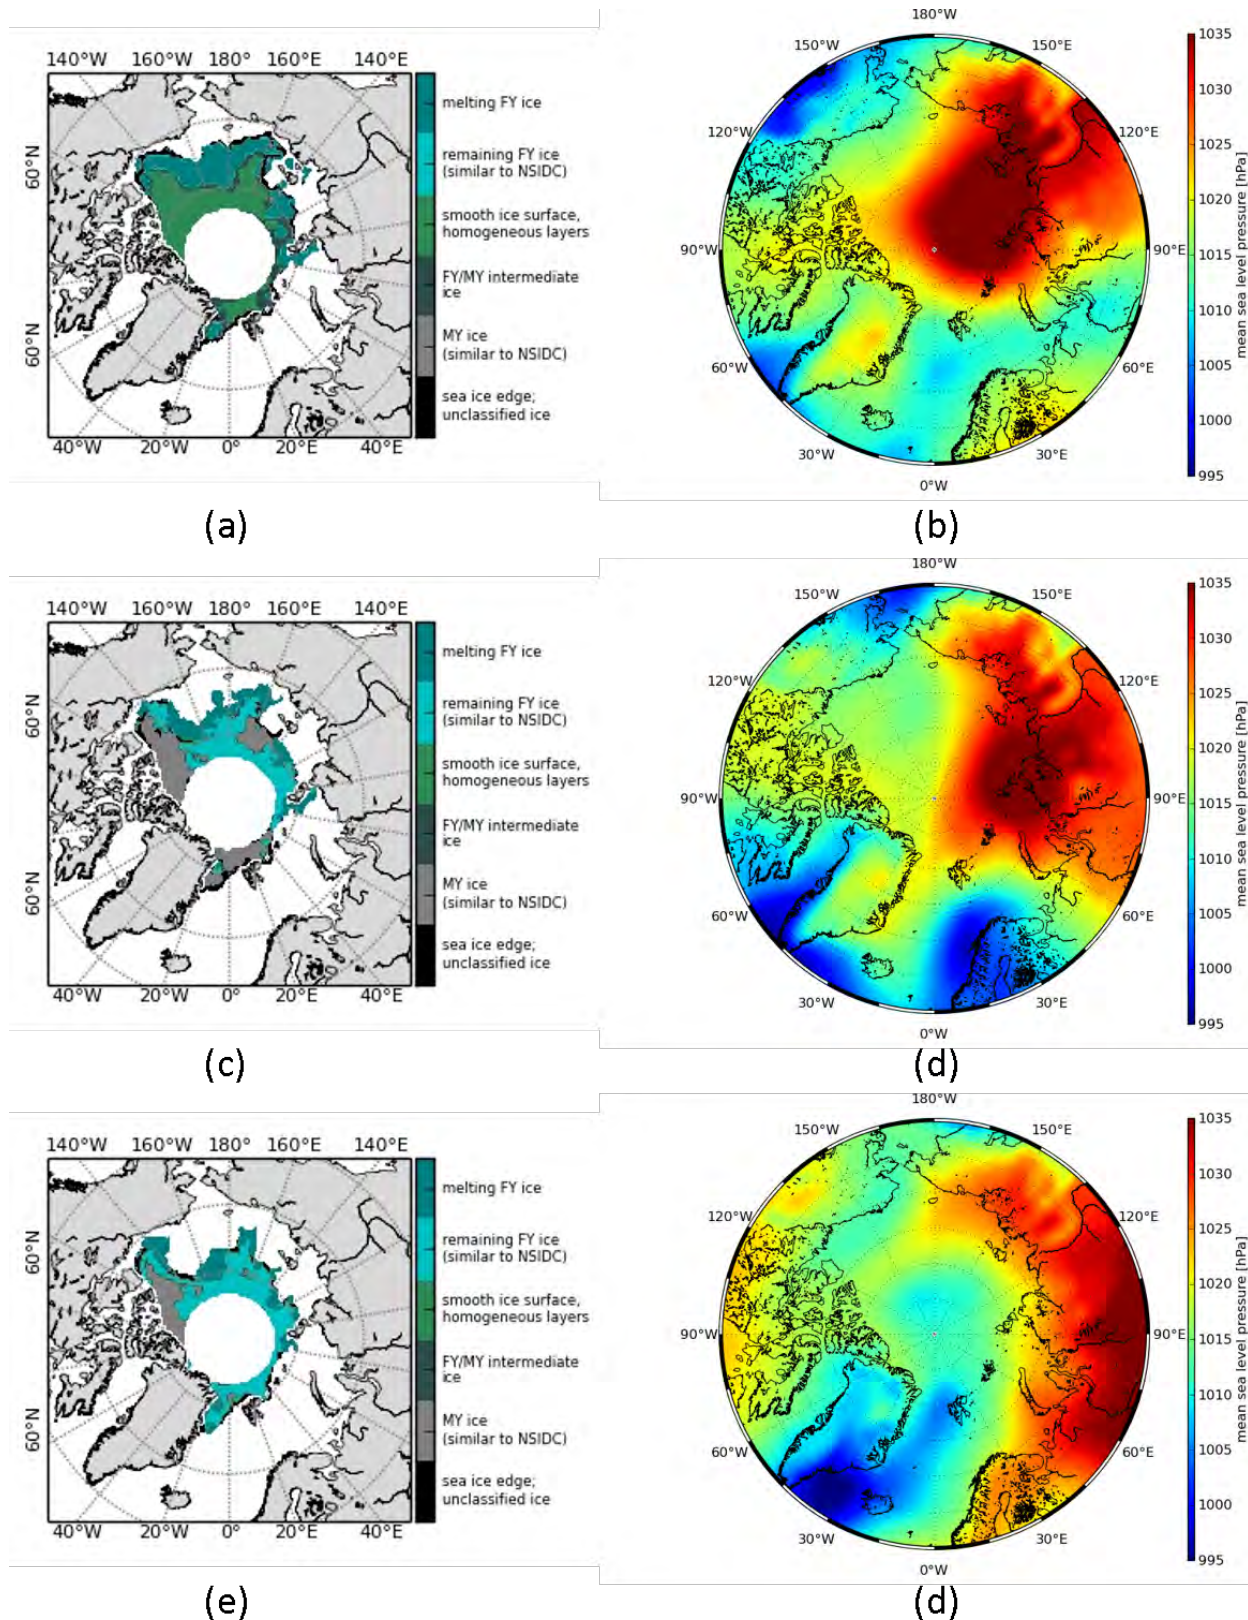 140°W 160°W 180° 160°E 140°E
60°N
60°N
40°W 20°W 0° 20°E 40°E
melting FY ice
remaining FY ice
(similar to NSIDC)
smooth ice surface,
homogeneous layers
FY/MY intermediate
ice
MY ice
(similar to NSIDC)
sea ice edge;
unclassified ice
(a)
180°W
150°W 150°E
120°W 120°E
90°W 90°E
60°W 60°E
30°W 30°E
0°W
1035
1030
1025
1020
1015
1010
1005
1000
995
mean sea level pressure [hPa]
(b)
140°W 160°W 180° 160°E 140°E
60°N
60°N
40°W 20°W 0° 20°E 40°E
melting FY ice
remaining FY ice
(similar to NSIDC)
smooth ice surface,
homogeneous layers
FY/MY intermediate
ice
MY ice
(similar to NSIDC)
sea ice edge;
unclassified ice
(c)
180°W
150°W 150°E
120°W 120°E
90°W 90°E
60°W 60°E
30°W 30°E
0°W
1035
1030
1025
1020
1015
1010
1005
1000
995
mean sea level pressure [hPa]
(d)
140°W 160°W 180° 160°E 140°E
60°N
60°N
40°W 20°W 0° 20°E 40°E
melting FY ice
remaining FY ice
(similar to NSIDC)
smooth ice surface,
homogeneous layers
FY/MY intermediate
ice
MY ice
(similar to NSIDC)
sea ice edge;
unclassified ice
(e)
180°W
150°W 150°E
120°W 120°E
90°W 90°E
60°W 60°E
30°W 30°E
0°W
1035
1030
1025
1020
1015
1010
1005
1000
995
mean sea level pressure [hPa]
(d)